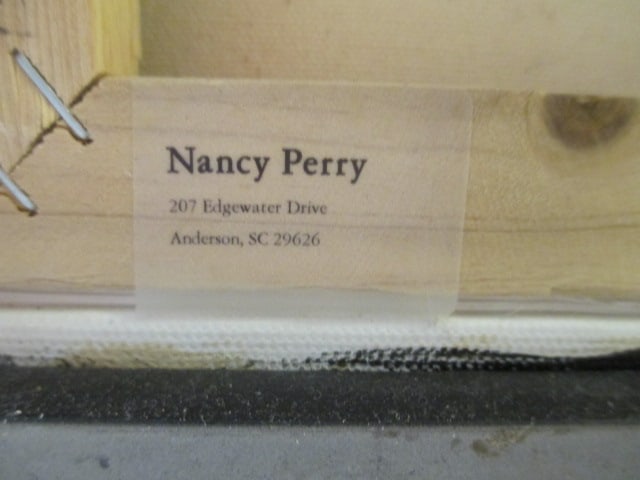 Nancy Perry
207 Edgewater Drive
Anderson, SC 29626